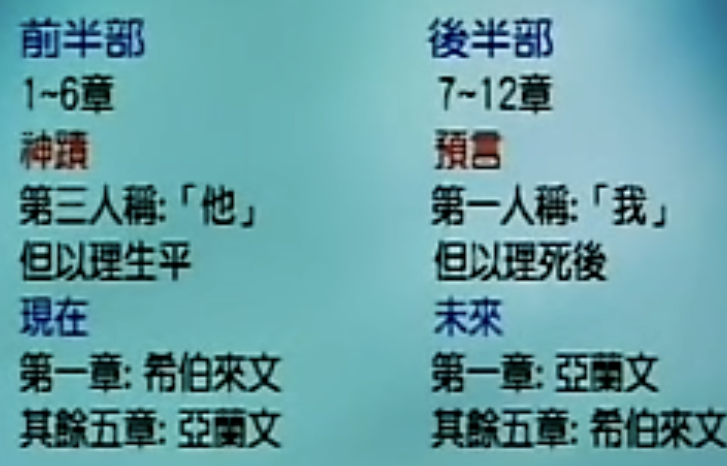 前半部
1~6章
神蹟
第三人稱:「他」
但以理生平
現在
第一章: 希伯來文
其餘五章: 亞蘭文
後半部
7~12章
預言
第一人稱:「我」
但以理死後
未來
第一章: 亞蘭文
其餘五章: 希伯來文